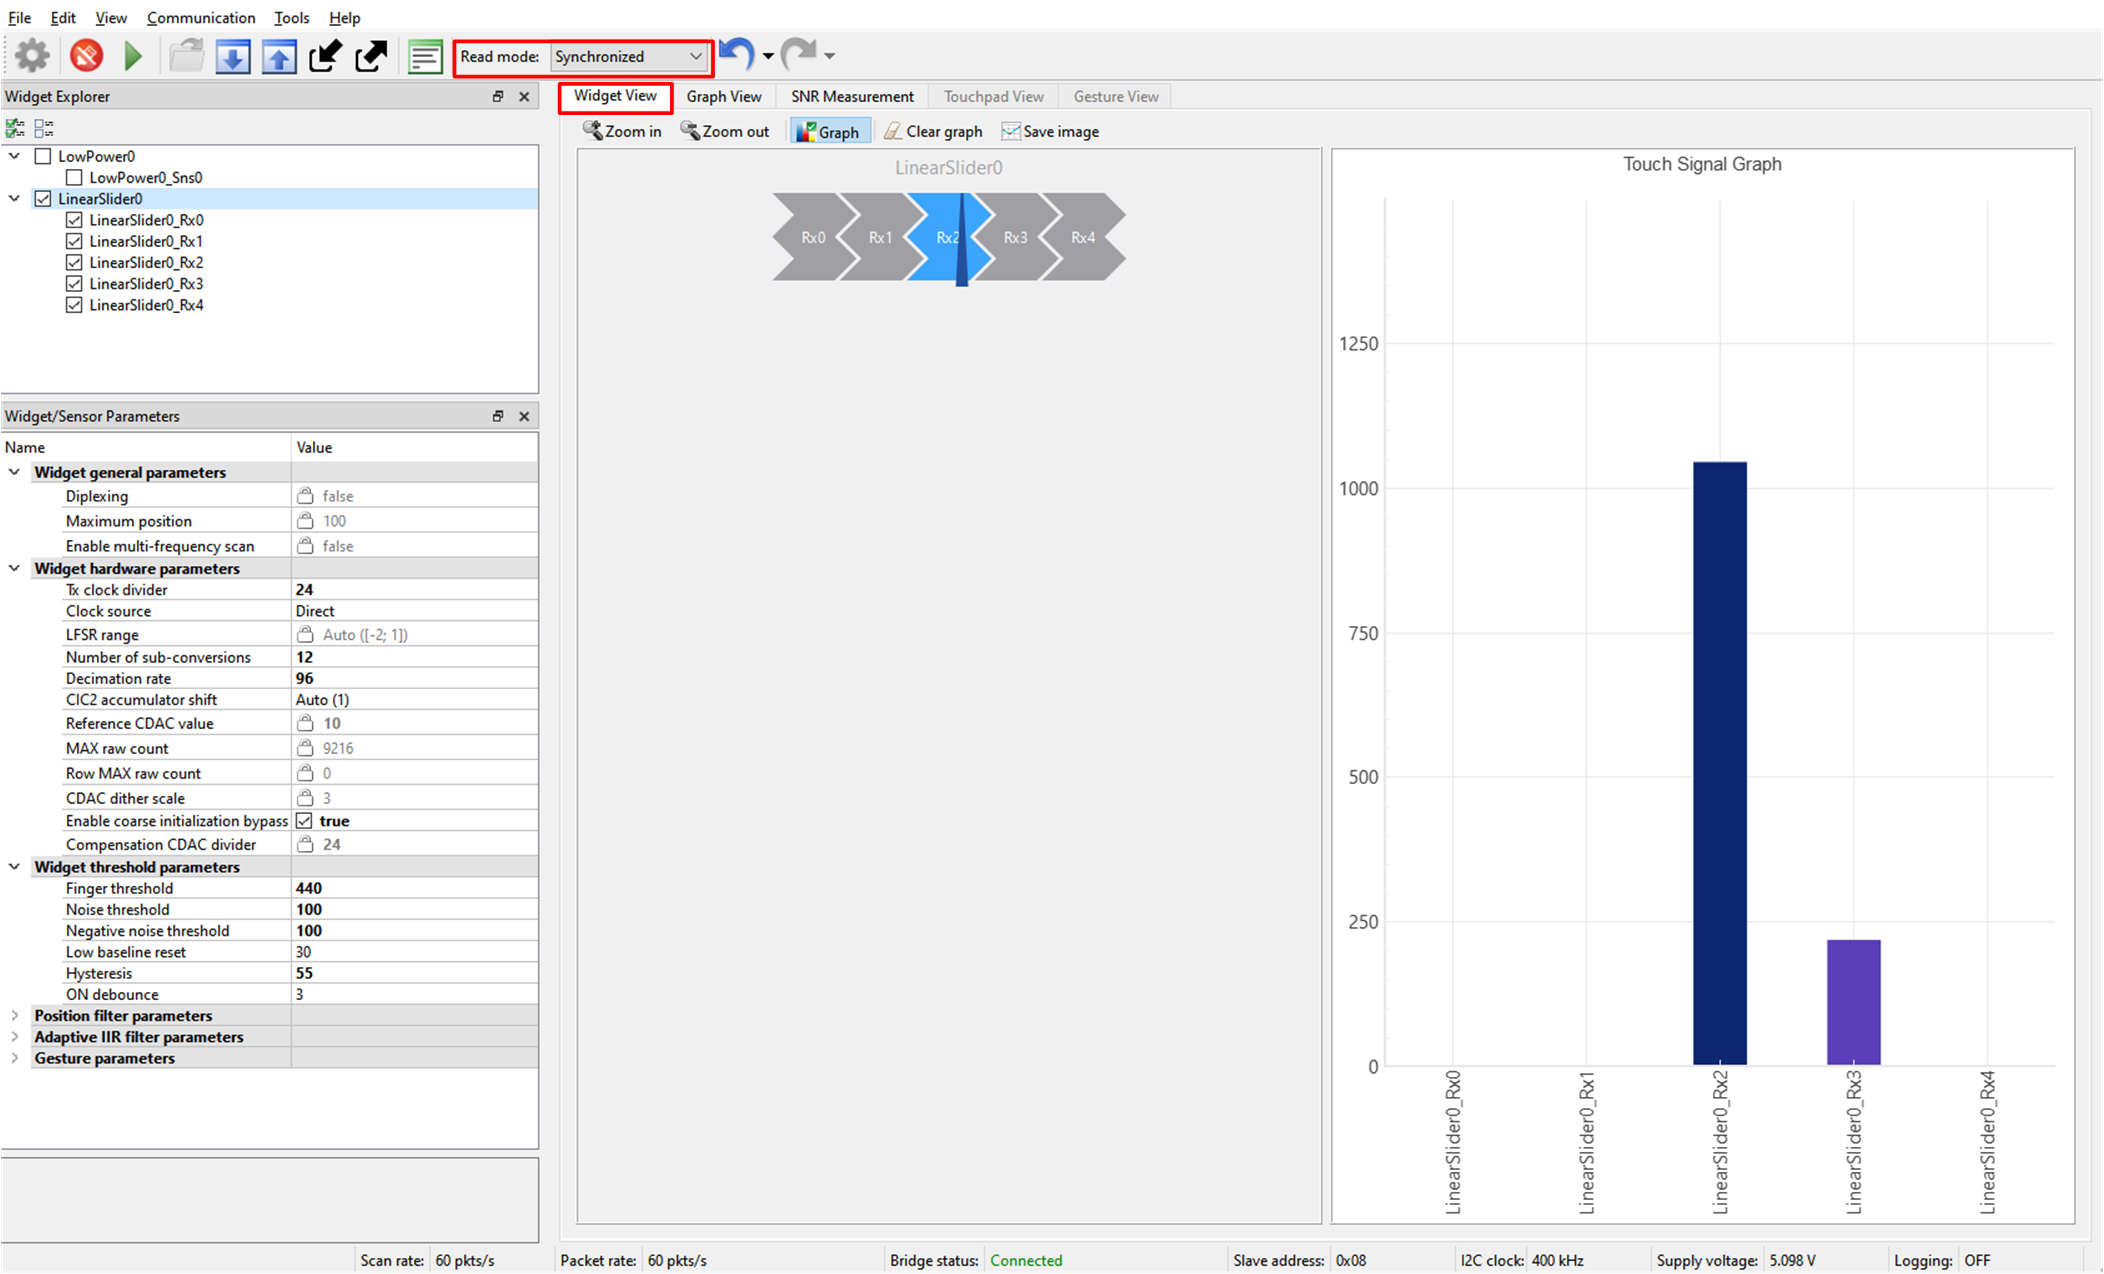 File Edit View Communication Tools Help
Read mode: Synchronized
Widget Explorer
LowPower0
LowPower0_Sns0
LinearSlider0
LinearSlider0_Rx0
LinearSlider0_Rx1
LinearSlider0_Rx2
LinearSlider0_Rx3
LinearSlider0_Rx4
Widget/Sensor Parameters
Name Value
Widget general parameters
Diplexing false
Maximum position 100
Enable multi-frequency scan false
Widget hardware parameters
Tx clock divider 24
Clock source Direct
LFSR range Auto ([-2; 1])
Number of sub-conversions 12
Decimation rate 96
CIC2 accumulator shift Auto (1)
Reference CDAC value 10
MAX raw count 9216
Row MAX raw count 0
CDAC dither scale 3
Enable coarse initialization bypass true
Compensation CDAC divider 24
Widget threshold parameters
Finger threshold 440
Noise threshold 100
Negative noise threshold 100
Low baseline reset 30
Hysteresis 55
ON debounce 3
Position filter parameters
Adaptive IIR filter parameters
Gesture parameters
Widget View Graph View SNR Measurement Touchpad View Gesture View
Zoom in Zoom out Graph Clear graph Save image
LinearSlider0
Rx0 Rx1 Rx2 Rx3 Rx4
Touch Signal Graph
1250
1000
750
500
250
0
LinearSlider0_Rx0
LinearSlider0_Rx1
LinearSlider0_Rx2
LinearSlider0_Rx3
LinearSlider0_Rx4
Scan rate: 60 pkts/s Packet rate: 60 pkts/s Bridge status: Connected Slave address: 0x08 I2C clock: 400 kHz Supply voltage: 5.098 V Logging: OFF